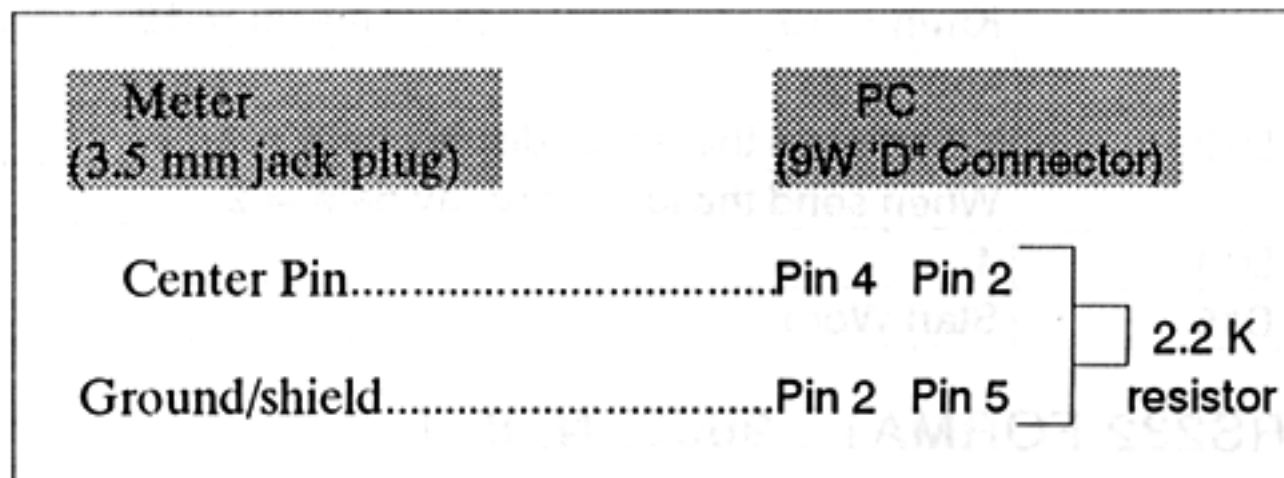 Meter
(3.5 mm jack plug)
PC
(9W 'D" Connector)
Center Pin..............................Pin 4 Pin 2
Ground/shield...........................Pin 2 Pin 5
2.2 K
resistor